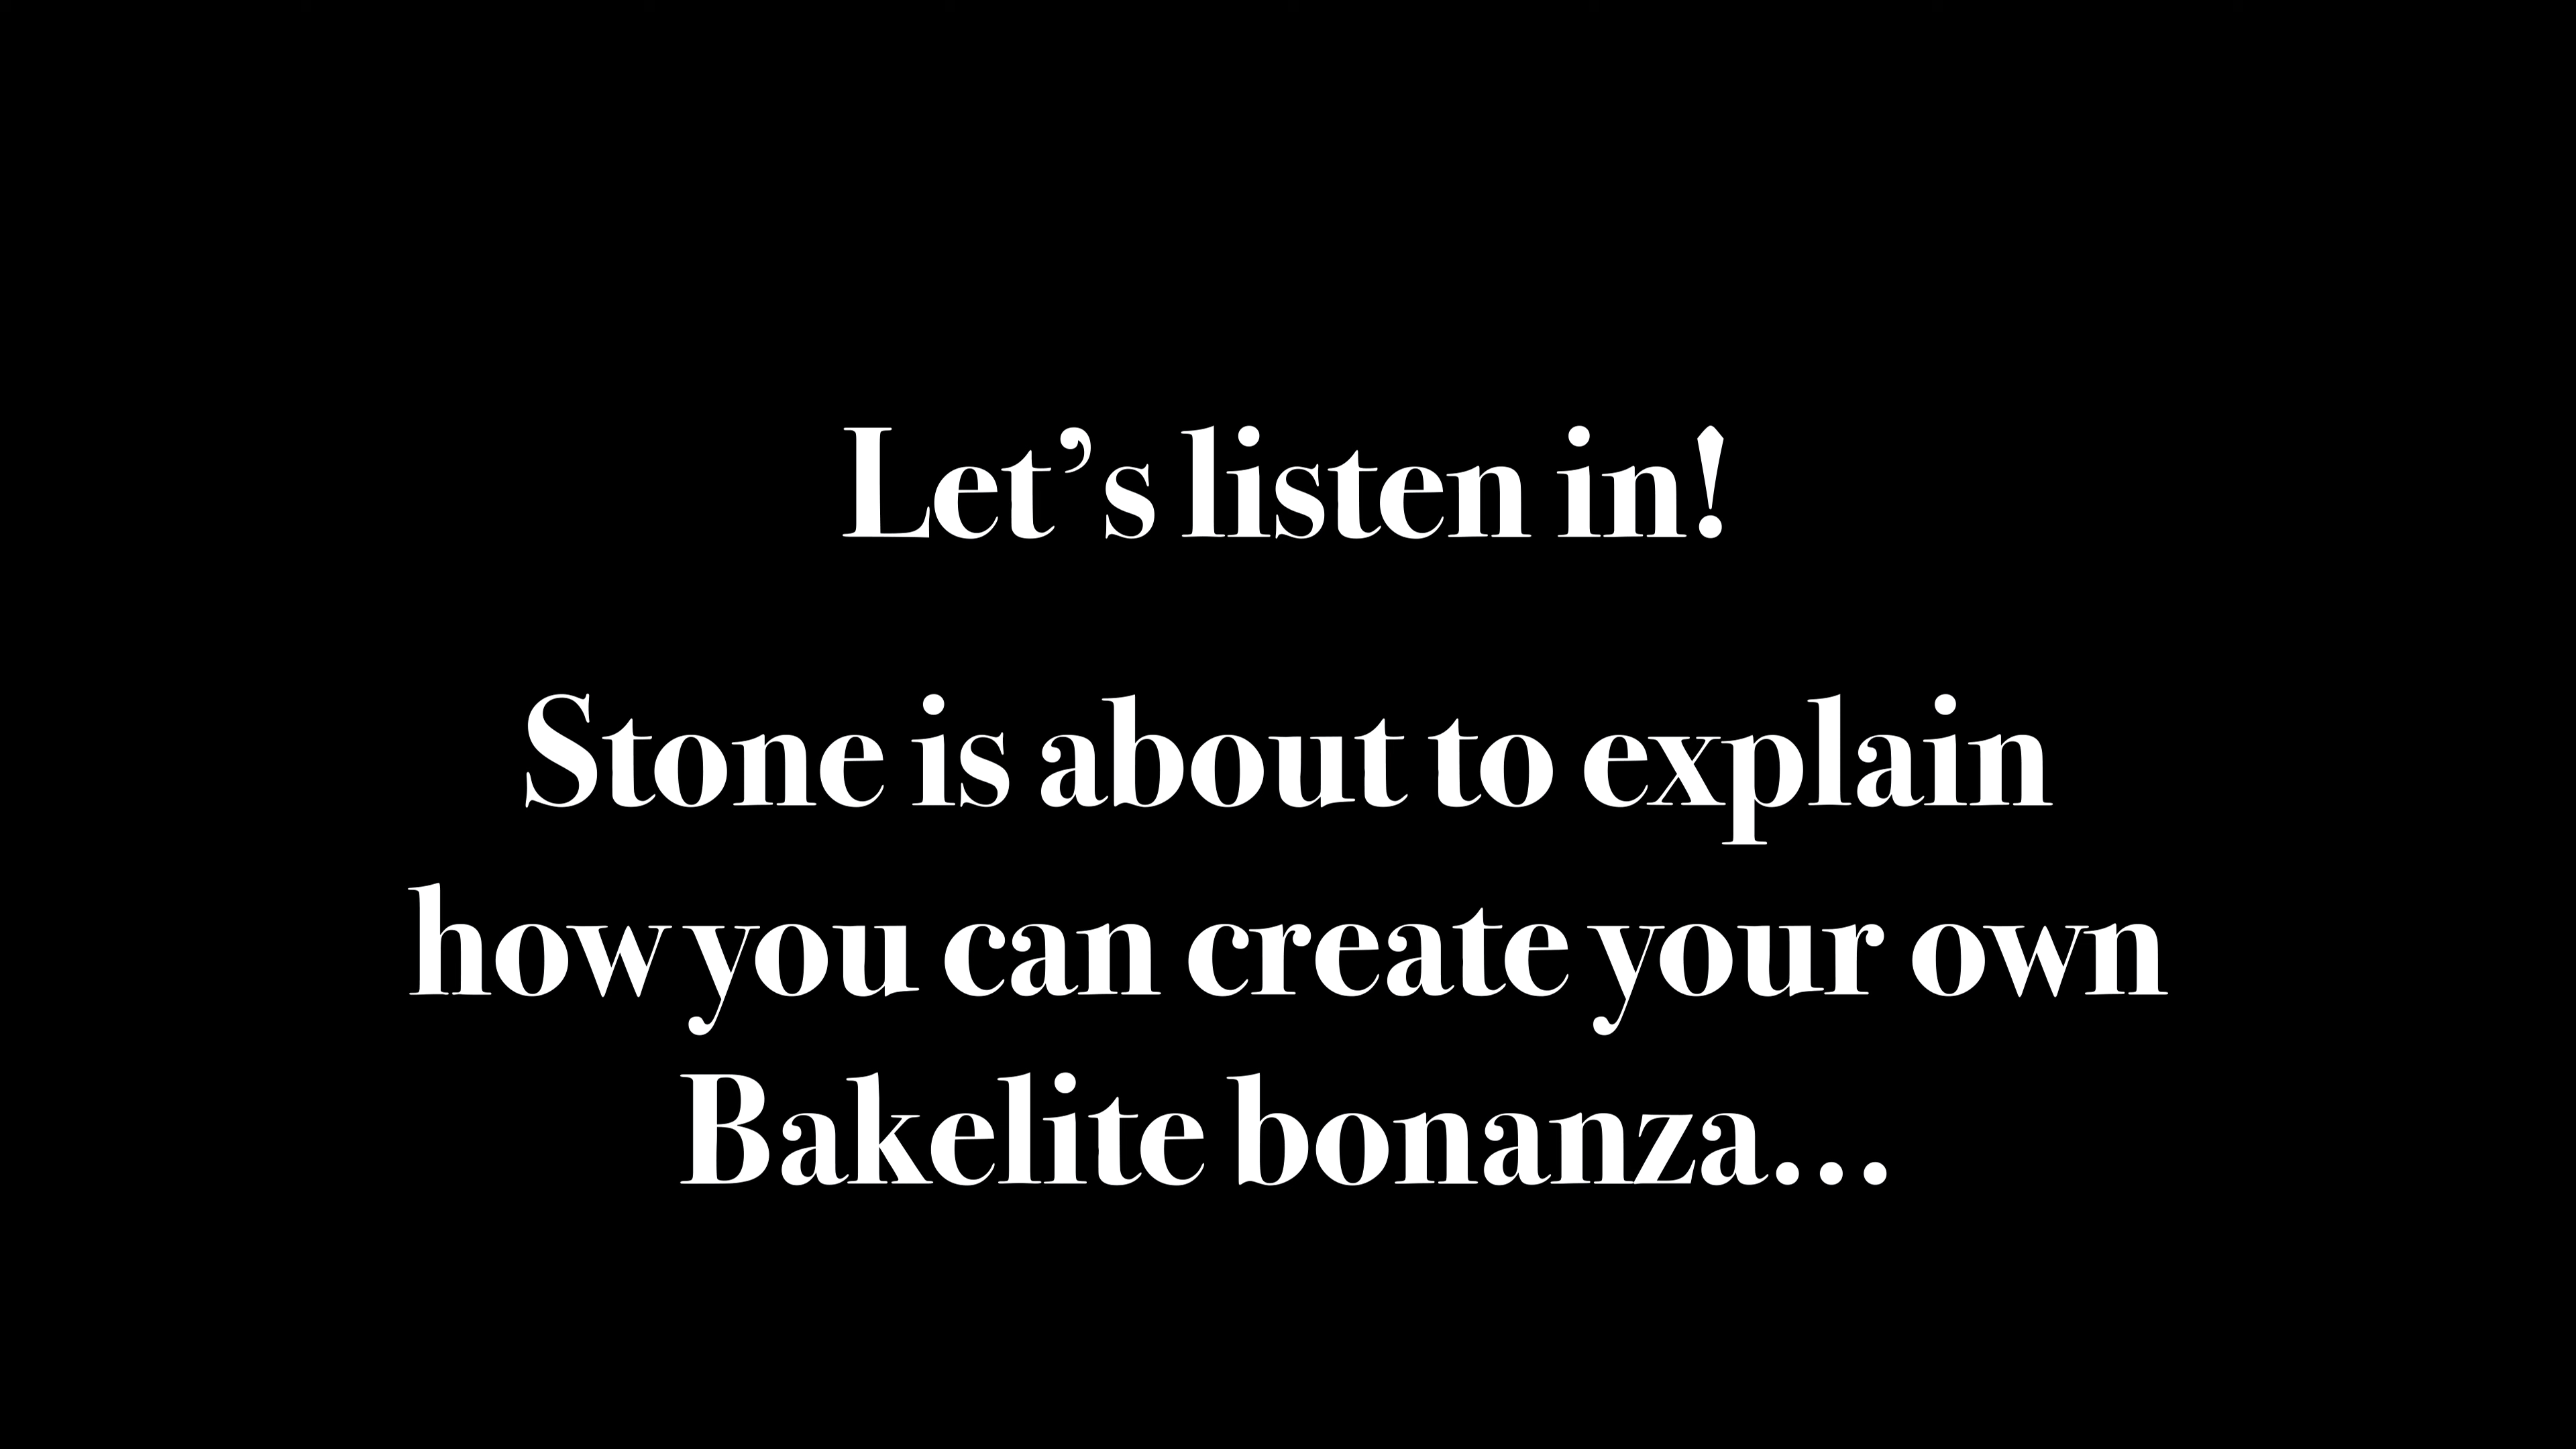 Let’s listen in!
Stone is about to explain
how you can create your own
Bakelite bonanza...